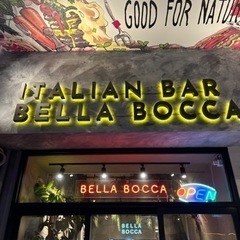 GOOD FOR NATU
ITALIAN BAR
BELLA BOCCA
BELLA BOCCA
OPEN
BELLA
BOCCA